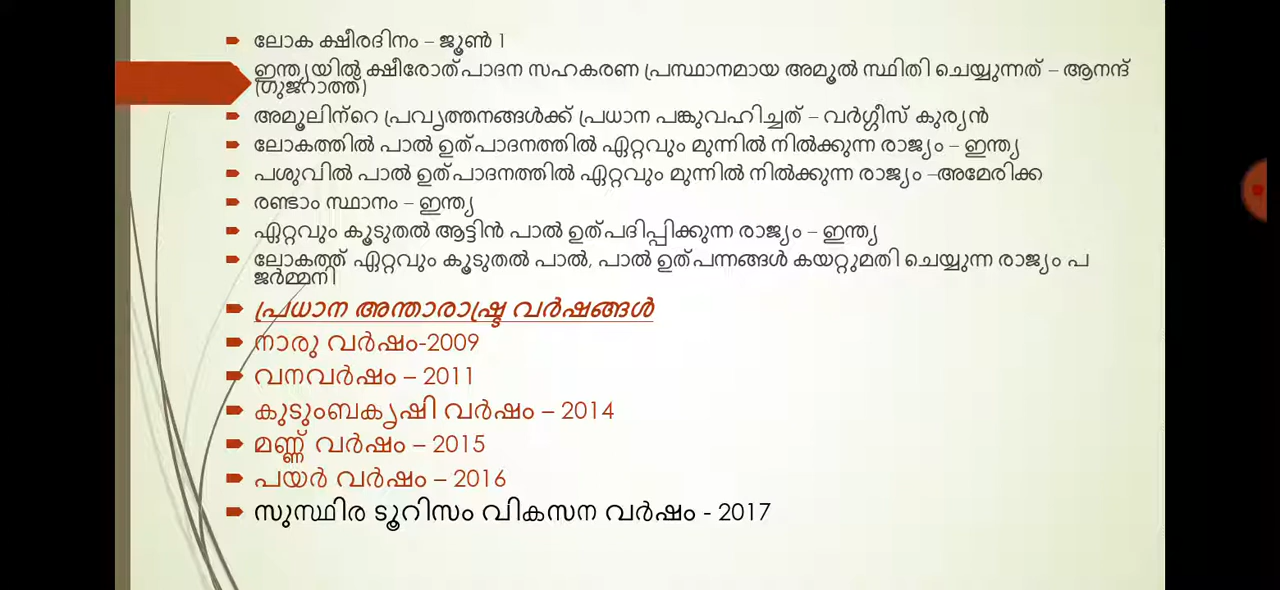 ലോക ക്ഷീരദിനം – ജൂൺ 1
ഇന്ത്യയിൽ ക്ഷീരോത്പാദന സഹകരണ പ്രസ്ഥാനമായ അമൂൽ സ്ഥിതി ചെയ്യുന്നത് – ആനന്ദ്
(ഗുജറാത്ത്)
അമൂലിന്റെ പ്രവൃത്തനങ്ങൾക്ക് പ്രധാന പങ്കുവഹിച്ചത് – വർഗ്ഗീസ് കുര്യൻ
ലോകത്തിൽ പാൽ ഉത്പാദനത്തിൽ ഏറ്റവും മുന്നിൽ നിൽക്കുന്ന രാജ്യം – ഇന്ത്യ
പശുവിൽ പാൽ ഉത്പാദനത്തിൽ ഏറ്റവും മുന്നിൽ നിൽക്കുന്ന രാജ്യം –അമേരിക്ക
രണ്ടാം സ്ഥാനം – ഇന്ത്യ
ഏറ്റവും കൂടുതൽ ആട്ടിൻ പാൽ ഉത്പദിപ്പിക്കുന്ന രാജ്യം – ഇന്ത്യ
ലോകത്ത് ഏറ്റവും കൂടുതൽ പാൽ, പാൽ ഉത്പന്നങ്ങൾ കയറ്റുമതി ചെയ്യുന്ന രാജ്യം പ
ജർമ്മനി
പ്രധാന അന്താരാഷ്ട്ര വർഷങ്ങൾ
നാരു വർഷം-2009
വനവർഷം – 2011
കുടുംബകൃഷി വർഷം – 2014
മണ്ണ് വർഷം – 2015
പയർ വർഷം – 2016
സുസ്ഥിര ടൂറിസം വികസന വർഷം - 2017